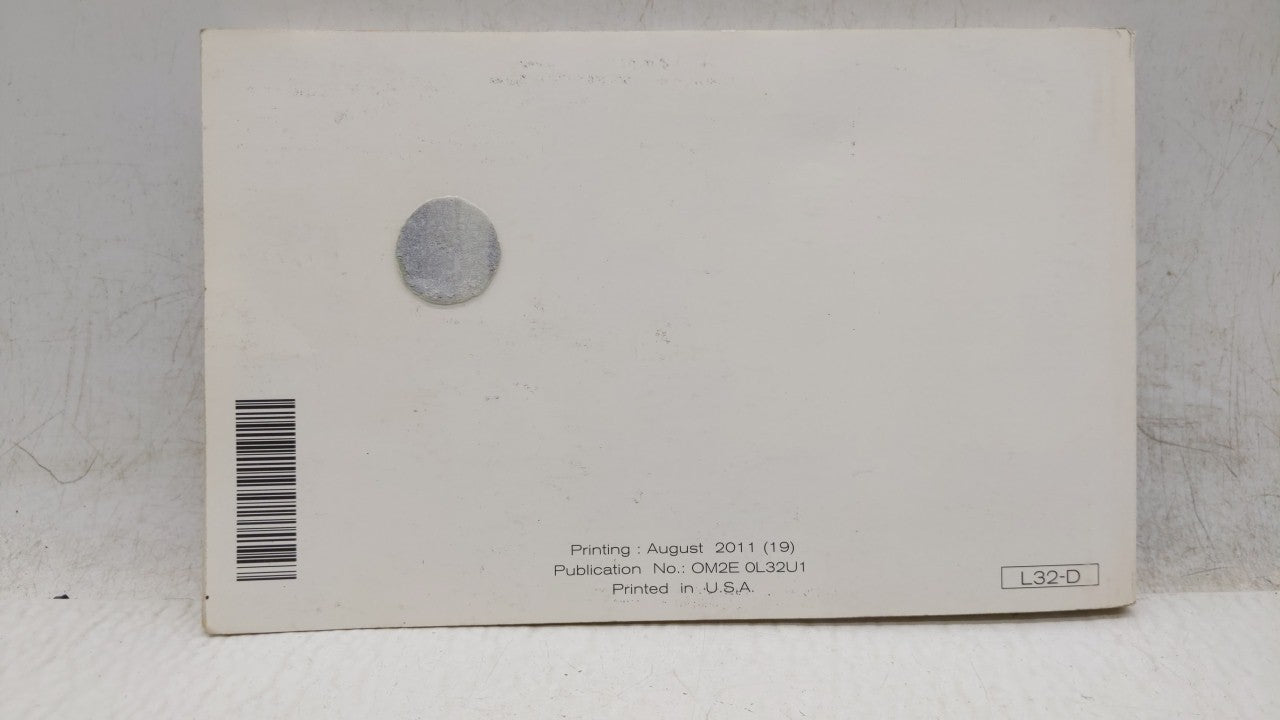 Printing : August 2011 (19)
Publication No.: OM2E 0L32U1
Printed in U.S.A.
L32-D